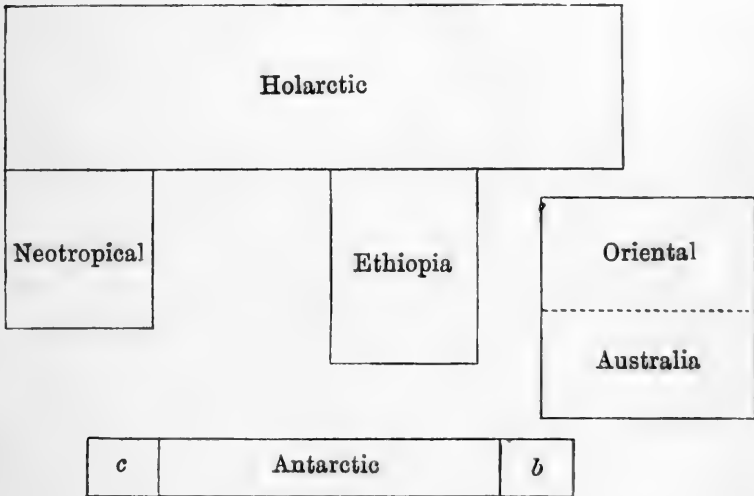 Holarctic
Neotropical
Ethiopia
Oriental
Australia
c
Antarctic
b